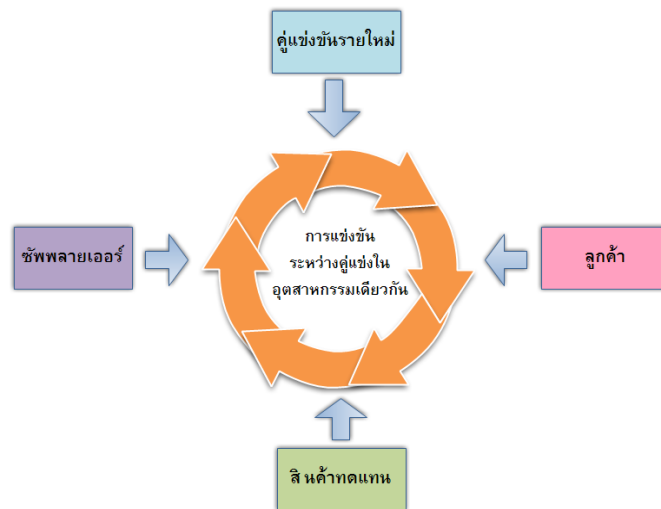 คู่แข่งขันรายใหม่
ซัพพลายเออร์
การแข่งขัน
ระหว่างคู่แข่งใน
อุตสาหกรรมเดียวกัน
ลูกค้า
สินค้าทดแทน